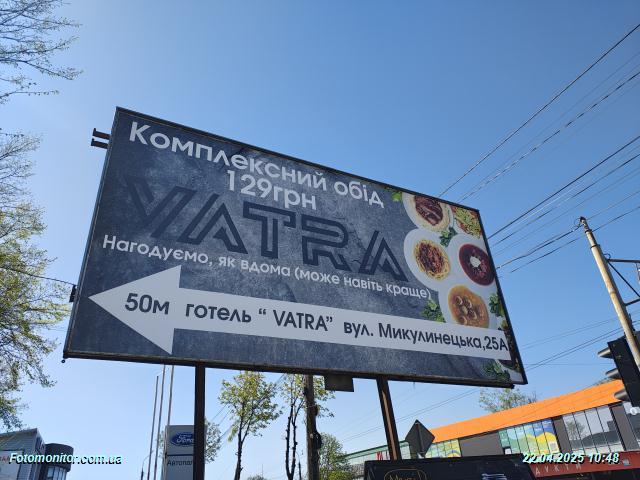 Комплексний обід
129грн
VATRA
Нагодуємо, як вдома (може навіть краще)
50м готель “ VATRA” вул. Микулинецька,25А
Ford
Fotomonitor.com.ua
22.04.2025 10:48